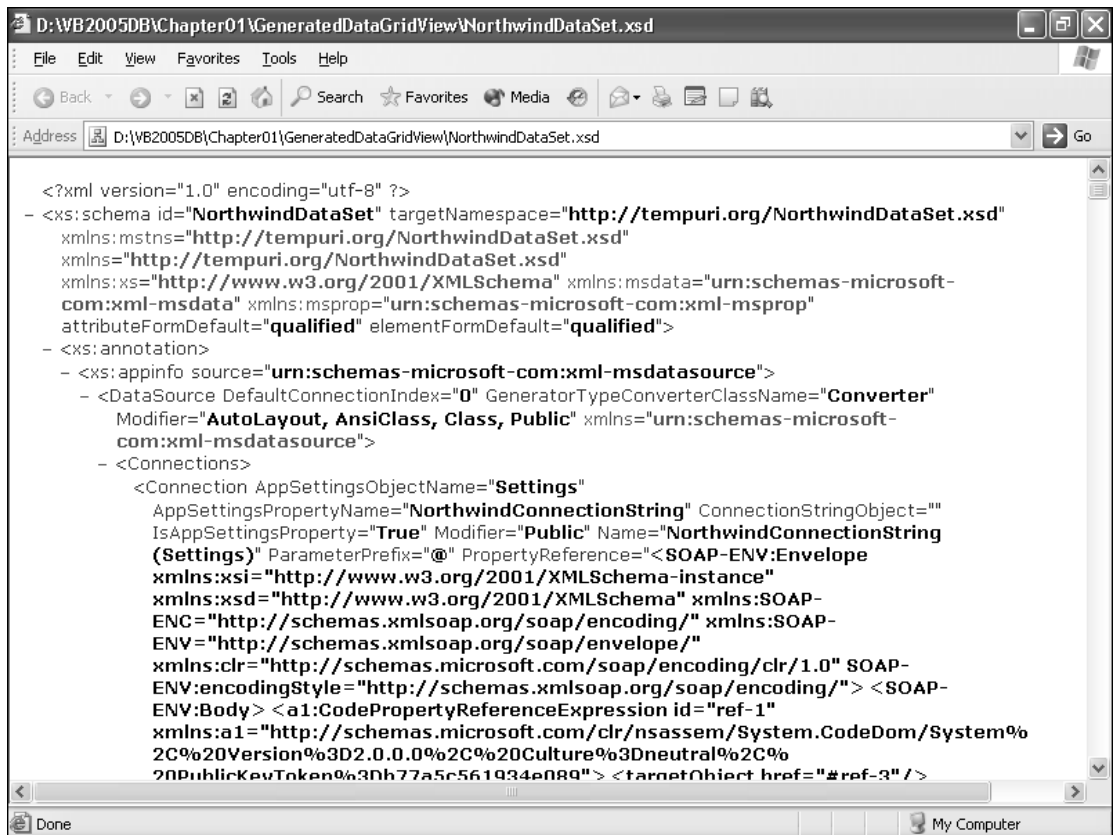 D:\VB2005DB\Chapter01\GeneratedDataGridView\NorthwindDataSet.xsd
File Edit View Favorites Tools Help
Back Search Favorites Media
Address D:\VB2005DB\Chapter01\GeneratedDataGridView\NorthwindDataSet.xsd Go
<?xml version="1.0" encoding="utf-8" ?>
- <xs:schema id="NorthwindDataSet" targetNamespace="http://tempuri.org/NorthwindDataSet.xsd"
xmlns:mstns="http://tempuri.org/NorthwindDataSet.xsd"
xmlns="http://tempuri.org/NorthwindDataSet.xsd"
xmlns:xs="http://www.w3.org/2001/XMLSchema" xmlns:msdata="urn:schemas-microsoft-
com:xml-msdata" xmlns:msprop="urn:schemas-microsoft-com:xml-msprop"
attributeFormDefault="qualified" elementFormDefault="qualified">
- <xs:annotation>
- <xs:appinfo source="urn:schemas-microsoft-com:xml-msdatasource">
- <DataSource DefaultConnectionIndex="0" GeneratorTypeConverterClassName="Converter"
Modifier="AutoLayout, AnsiClass, Class, Public" xmlns="urn:schemas-microsoft-
com:xml-msdatasource">
- <Connections>
<Connection AppSettingsObjectName="Settings"
AppSettingsPropertyName="NorthwindConnectionString" ConnectionStringObject=""
IsAppSettingsProperty="True" Modifier="Public" Name="NorthwindConnectionString
(Settings)" ParameterPrefix="@" PropertyReference="<SOAP-ENV:Envelope
xmlns:xsi="http://www.w3.org/2001/XMLSchema-instance"
xmlns:xsd="http://www.w3.org/2001/XMLSchema" xmlns:SOAP-
ENC="http://schemas.xmlsoap.org/soap/encoding/" xmlns:SOAP-
ENV="http://schemas.xmlsoap.org/soap/envelope/"
xmlns:clr="http://schemas.microsoft.com/soap/encoding/clr/1.0" SOAP-
ENV:encodingStyle="http://schemas.xmlsoap.org/soap/encoding/"> <SOAP-
ENV:Body> <a1:CodePropertyReferenceExpression id="ref-1"
xmlns:a1="http://schemas.microsoft.com/clr/nsassem/System.CodeDom/System%
2C%20Version%3D2.0.0.0%2C%20Culture%3Dneutral%2C%
20PublicKeyToken%3Db77a5c561934e089"> <targetObject href="#ref-3"/>
Done My Computer